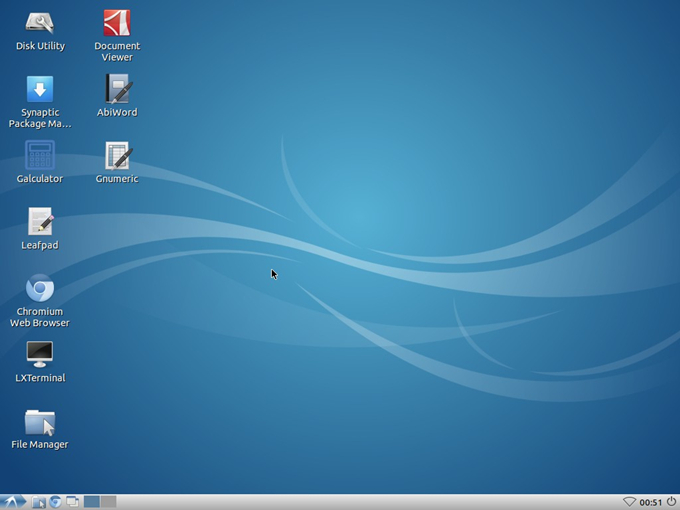 Disk Utility
Document
Viewer
Synaptic
Package Ma...
AbiWord
Galculator
Gnumeric
Leafpad
Chromium
Web Browser
LXTerminal
File Manager
00:51